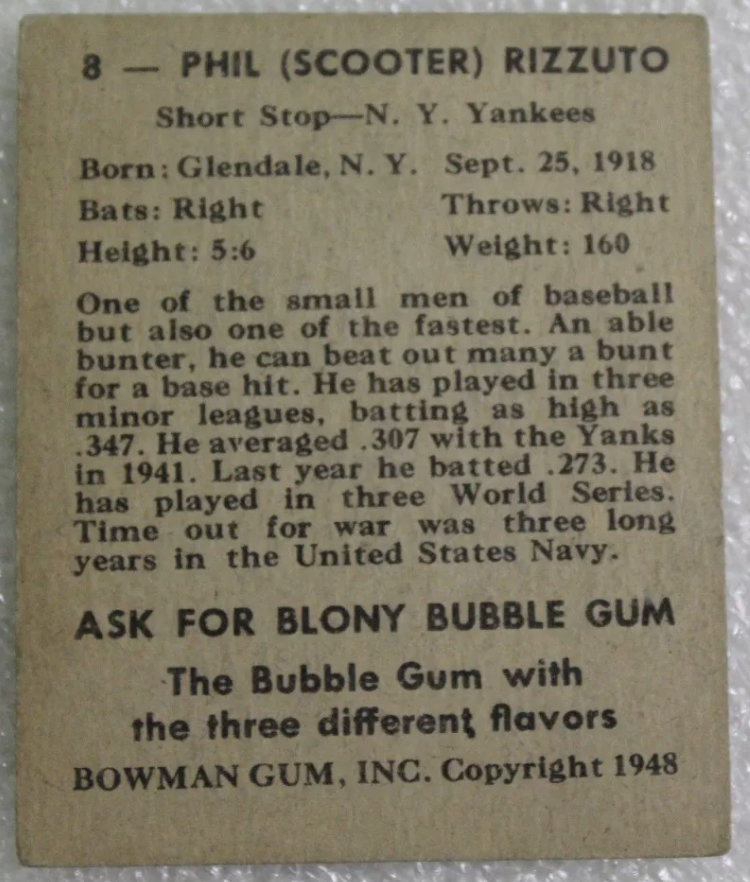 8 — PHIL (SCOOTER) RIZZUTO
Short Stop—N. Y. Yankees
Born: Glendale, N. Y. Sept. 25, 1918
Bats: Right Throws: Right
Height: 5:6 Weight: 160
One of the small men of baseball
but also one of the fastest. An able
bunter, he can beat out many a bunt
for a base hit. He has played in three
minor leagues, batting as high as
.347. He averaged .307 with the Yanks
in 1941. Last year he batted .273. He
has played in three World Series.
Time out for war was three long
years in the United States Navy.
ASK FOR BLONY BUBBLE GUM
The Bubble Gum with
the three different flavors
BOWMAN GUM, INC. Copyright 1948